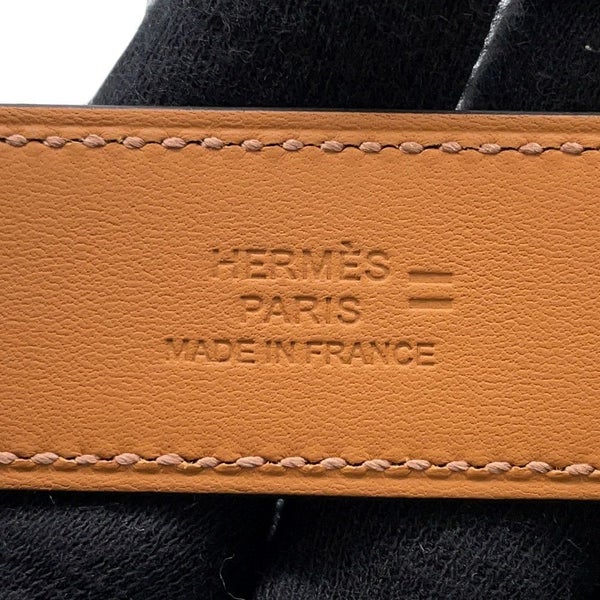 HERMÈS =
PARIS
MADE IN FRANCE